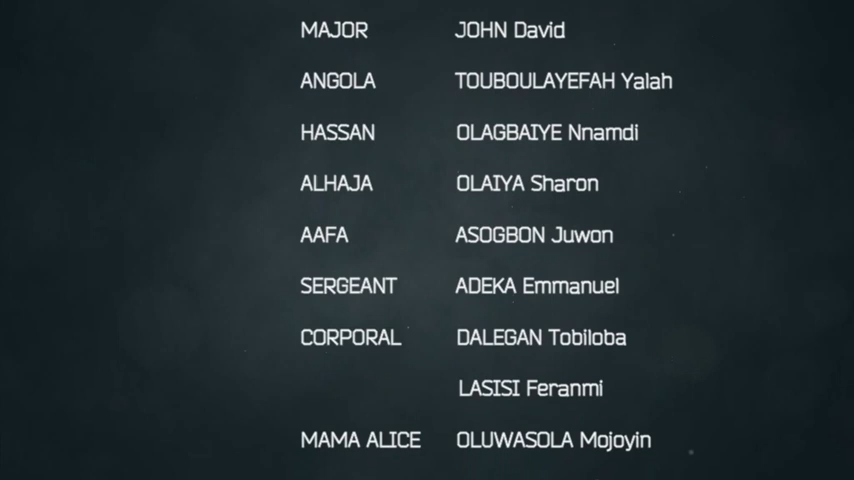 MAJOR JOHN David
ANGOLA TOUBOULAYEFAH Yalah
HASSAN OLAGBAIYE Nnamdi
ALHAJA OLAIYA Sharon
AAFA ASOGBON Juwon
SERGEANT ADEKA Emmanuel
CORPORAL DALEGAN Tobiloba
LASISI Feranmi
MAMA ALICE OLUWASOLA Mojoyin